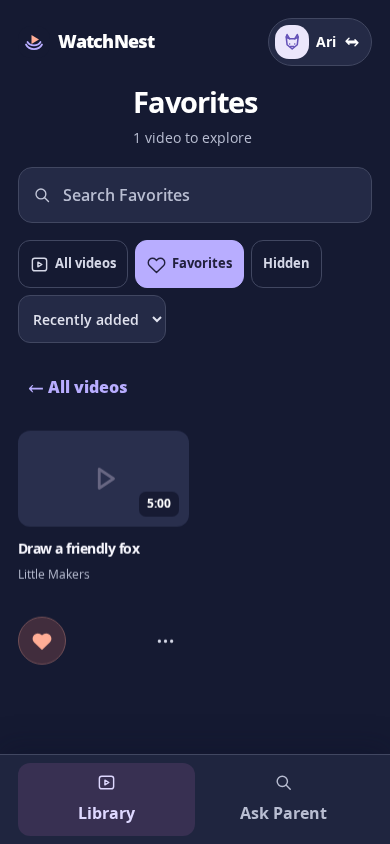 WatchNest
Ari
Favorites
1 video to explore
Search Favorites
All videos
Favorites
Hidden
Recently added
← All videos
5:00
Draw a friendly fox
Little Makers
Library
Ask Parent